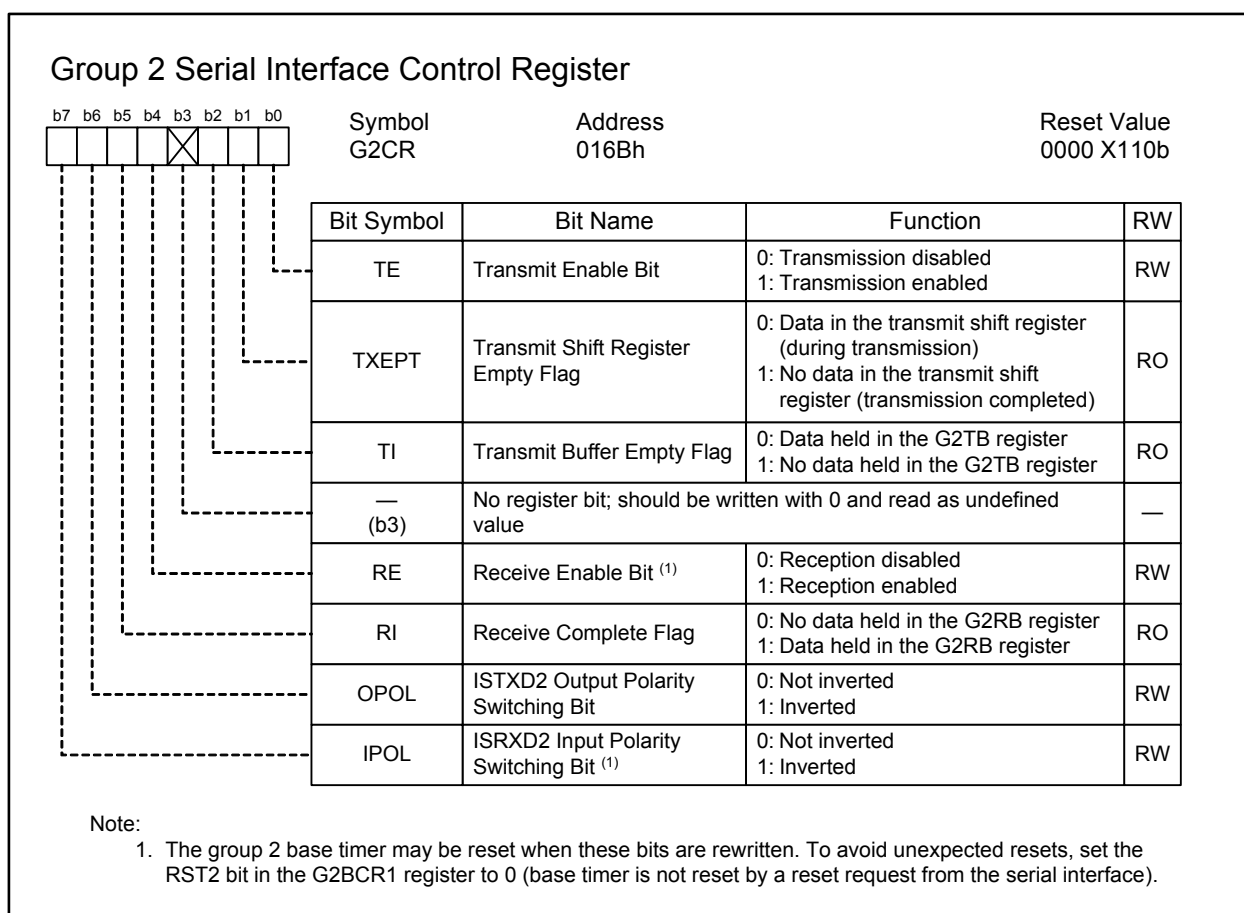 Group 2 Serial Interface Control Register
b7 b6 b5 b4 b3 b2 b1 b0
Symbol Address Reset Value
G2CR 016Bh 0000 X110b
Bit Symbol Bit Name Function RW
TE Transmit Enable Bit 0: Transmission disabled
1: Transmission enabled RW
TXEPT Transmit Shift Register
Empty Flag 0: Data in the transmit shift register
(during transmission)
1: No data in the transmit shift
register (transmission completed) RO
TI Transmit Buffer Empty Flag 0: Data held in the G2TB register
1: No data held in the G2TB register RO
—
(b3) No register bit; should be written with 0 and read as undefined
value —
RE Receive Enable Bit (1) 0: Reception disabled
1: Reception enabled RW
RI Receive Complete Flag 0: No data held in the G2RB register
1: Data held in the G2RB register RO
OPOL ISTXD2 Output Polarity
Switching Bit 0: Not inverted
1: Inverted RW
IPOL ISRXD2 Input Polarity
Switching Bit (1) 0: Not inverted
1: Inverted RW
Note:
1. The group 2 base timer may be reset when these bits are rewritten. To avoid unexpected resets, set the
RST2 bit in the G2BCR1 register to 0 (base timer is not reset by a reset request from the serial interface).